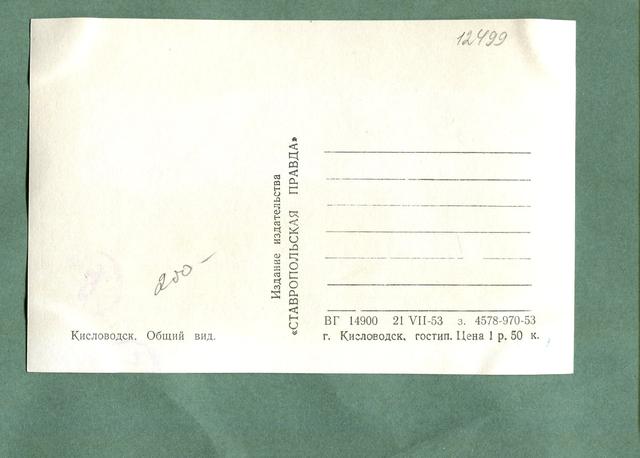 12499
200-
Кисловодск. Общий вид.
Издание издательства
«СТАВРОПОЛЬСКАЯ ПРАВДА»
ВГ 14900 21 VII-53 з. 4578-970-53
г. Кисловодск, гостип. Цена 1 р. 50 к.